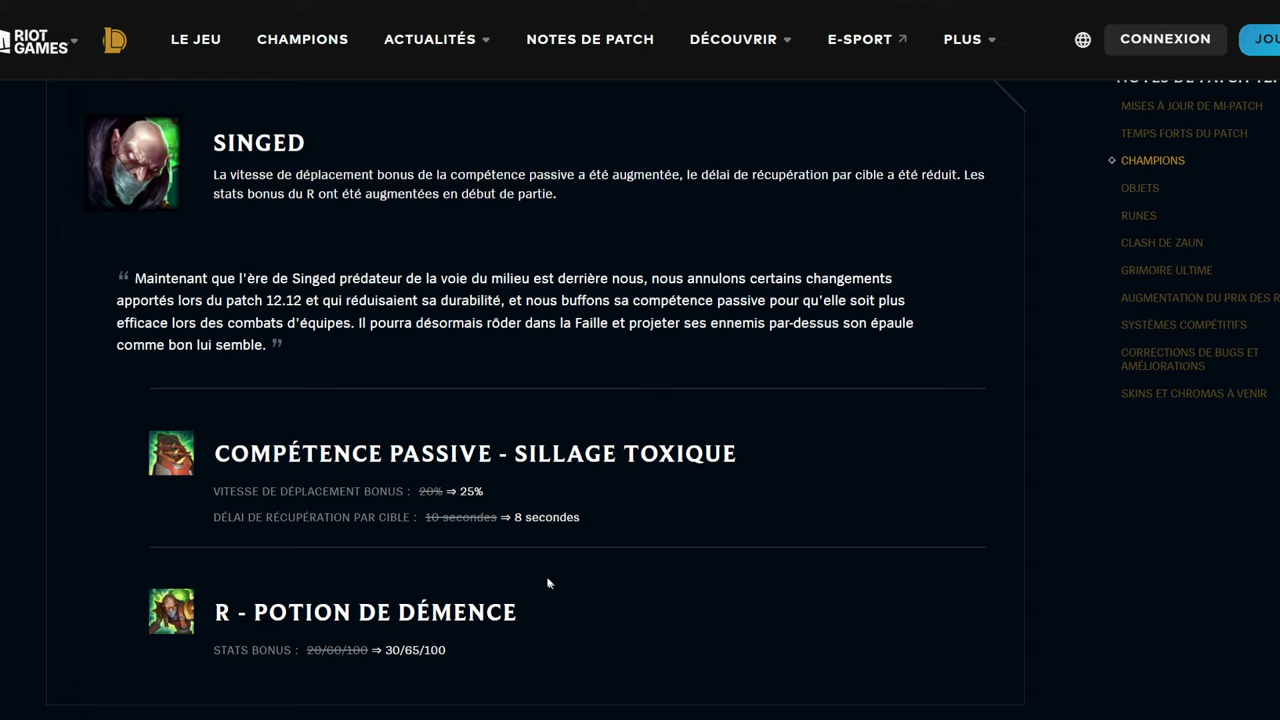 RIOT
GAMES
LE JEU CHAMPIONS ACTUALITÉS NOTES DE PATCH DÉCOUVRIR E-SPORT PLUS CONNEXION JOU
SINGED
La vitesse de déplacement bonus de la compétence passive a été augmentée, le délai de récupération par cible a été réduit. Les
stats bonus du R ont été augmentées en début de partie.
❝ Maintenant que l'ère de Singed prédateur de la voie du milieu est derrière nous, nous annulons certains changements
apportés lors du patch 12.12 et qui réduisaient sa durabilité, et nous buffons sa compétence passive pour qu'elle soit plus
efficace lors des combats d'équipes. Il pourra désormais rôder dans la Faille et projeter ses ennemis par-dessus son épaule
comme bon lui semble. ❞
COMPÉTENCE PASSIVE - SILLAGE TOXIQUE
VITESSE DE DÉPLACEMENT BONUS : 20% ⇒ 25%
DÉLAI DE RÉCUPÉRATION PAR CIBLE : 10 secondes ⇒ 8 secondes
R - POTION DE DÉMENCE
STATS BONUS : 20/60/100 ⇒ 30/65/100
NOTES DE PATCH 12.1
MISES À JOUR DE MI-PATCH
TEMPS FORTS DU PATCH
CHAMPIONS
OBJETS
RUNES
CLASH DE ZAUN
GRIMOIRE ULTIME
AUGMENTATION DU PRIX DES R
SYSTÈMES COMPÉTITIFS
CORRECTIONS DE BUGS ET
AMÉLIORATIONS
SKINS ET CHROMAS À VENIR